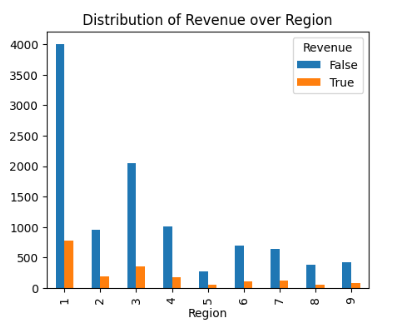 Distribution of Revenue over Region
Revenue
False
True
4000
3500
3000
2500
2000
1500
1000
500
0
1 2 3 4 5 6 7 8 9
Region